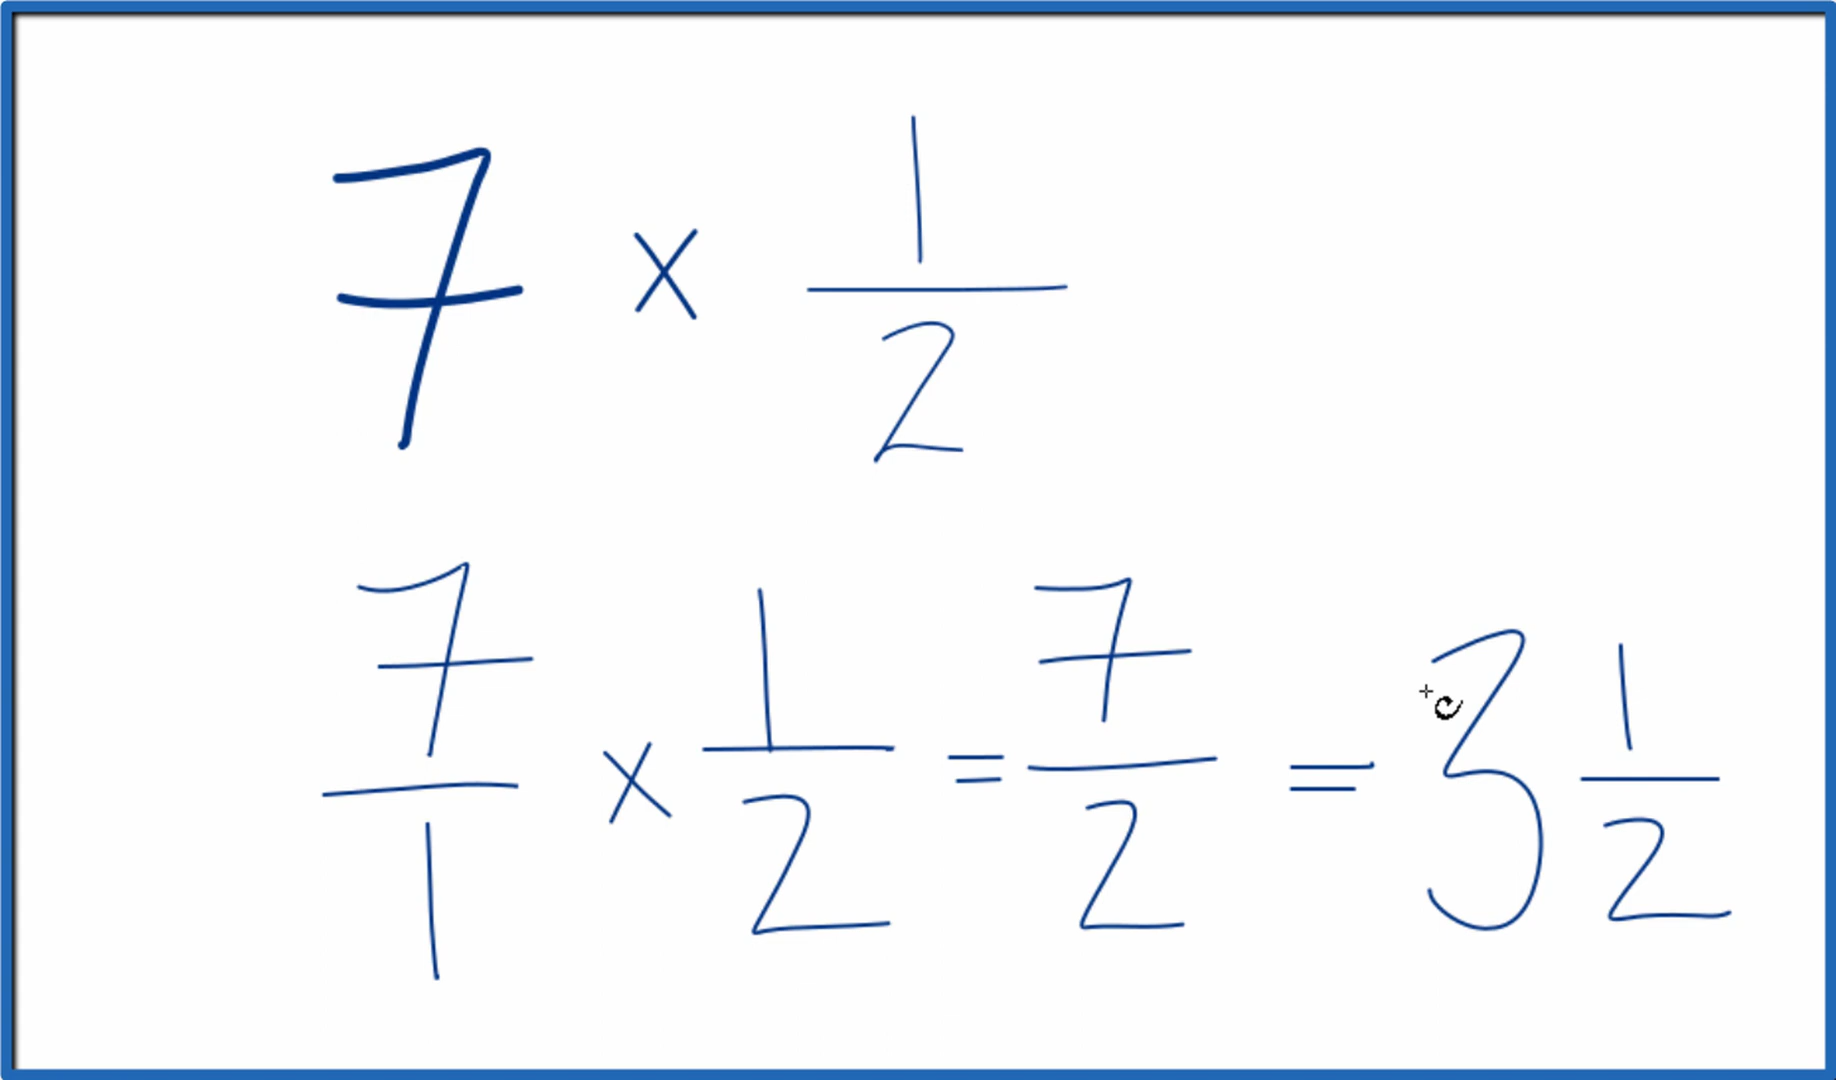 7 × 1/2
7/1 × 1/2 = 7/2 = 3 1/2